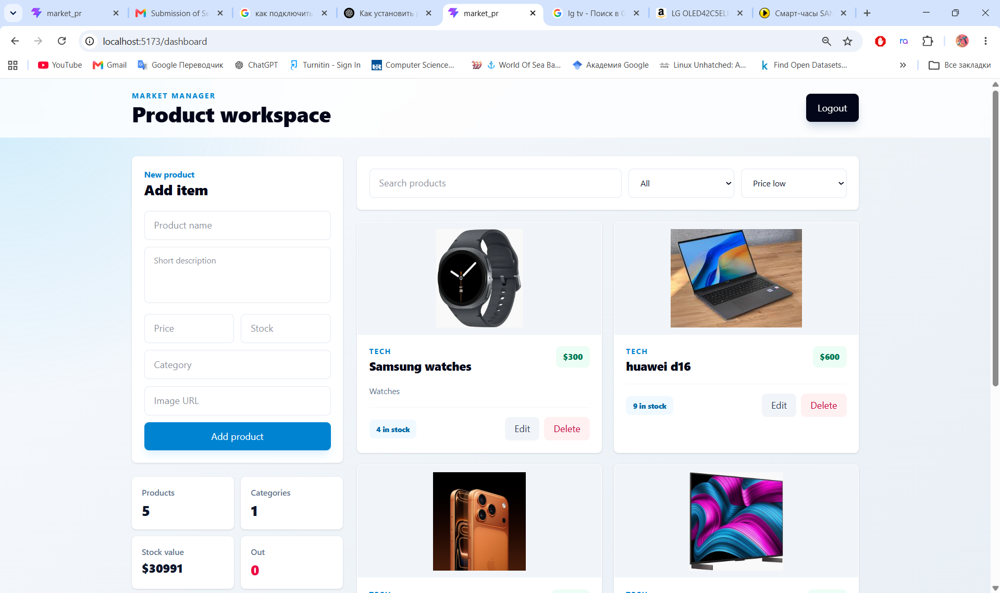 market_pr
Submission of Se
как подключить
Как установить
market_pr
lg tv - Поиск в G
LG OLED42C5ELE
Смарт-часы SAM
localhost:5173/dashboard
YouTube
Gmail
Google Переводчик
ChatGPT
Turnitin - Sign In
Computer Science...
World Of Sea Ba...
Академия Google
Linux Unhatched: A...
Find Open Datasets...
Все закладки
MARKET MANAGER
Product workspace
Logout
New product
Add item
Product name
Short description
Price
Stock
Category
Image URL
Add product
Products
5
Categories
1
Stock value
$30991
Out
0
Search products
All
Price low
TECH
Samsung watches
$300
Watches
4 in stock
Edit
Delete
TECH
huawei d16
$600
9 in stock
Edit
Delete